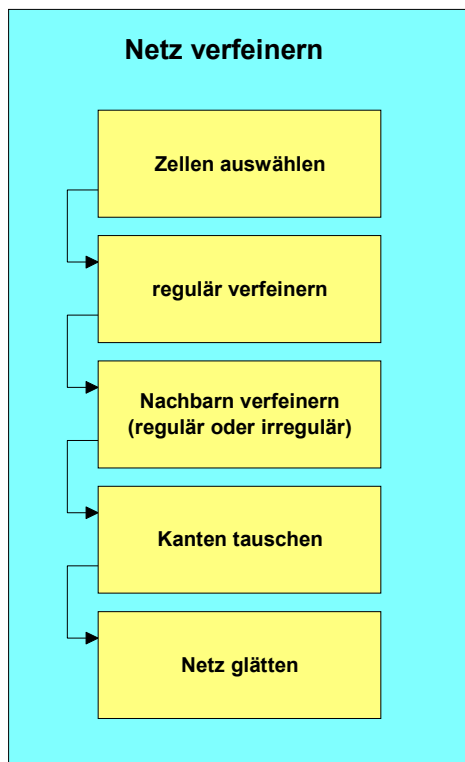 Netz verfeinern
Zellen auswählen
regulär verfeinern
Nachbarn verfeinern
(regulär oder irregulär)
Kanten tauschen
Netz glätten